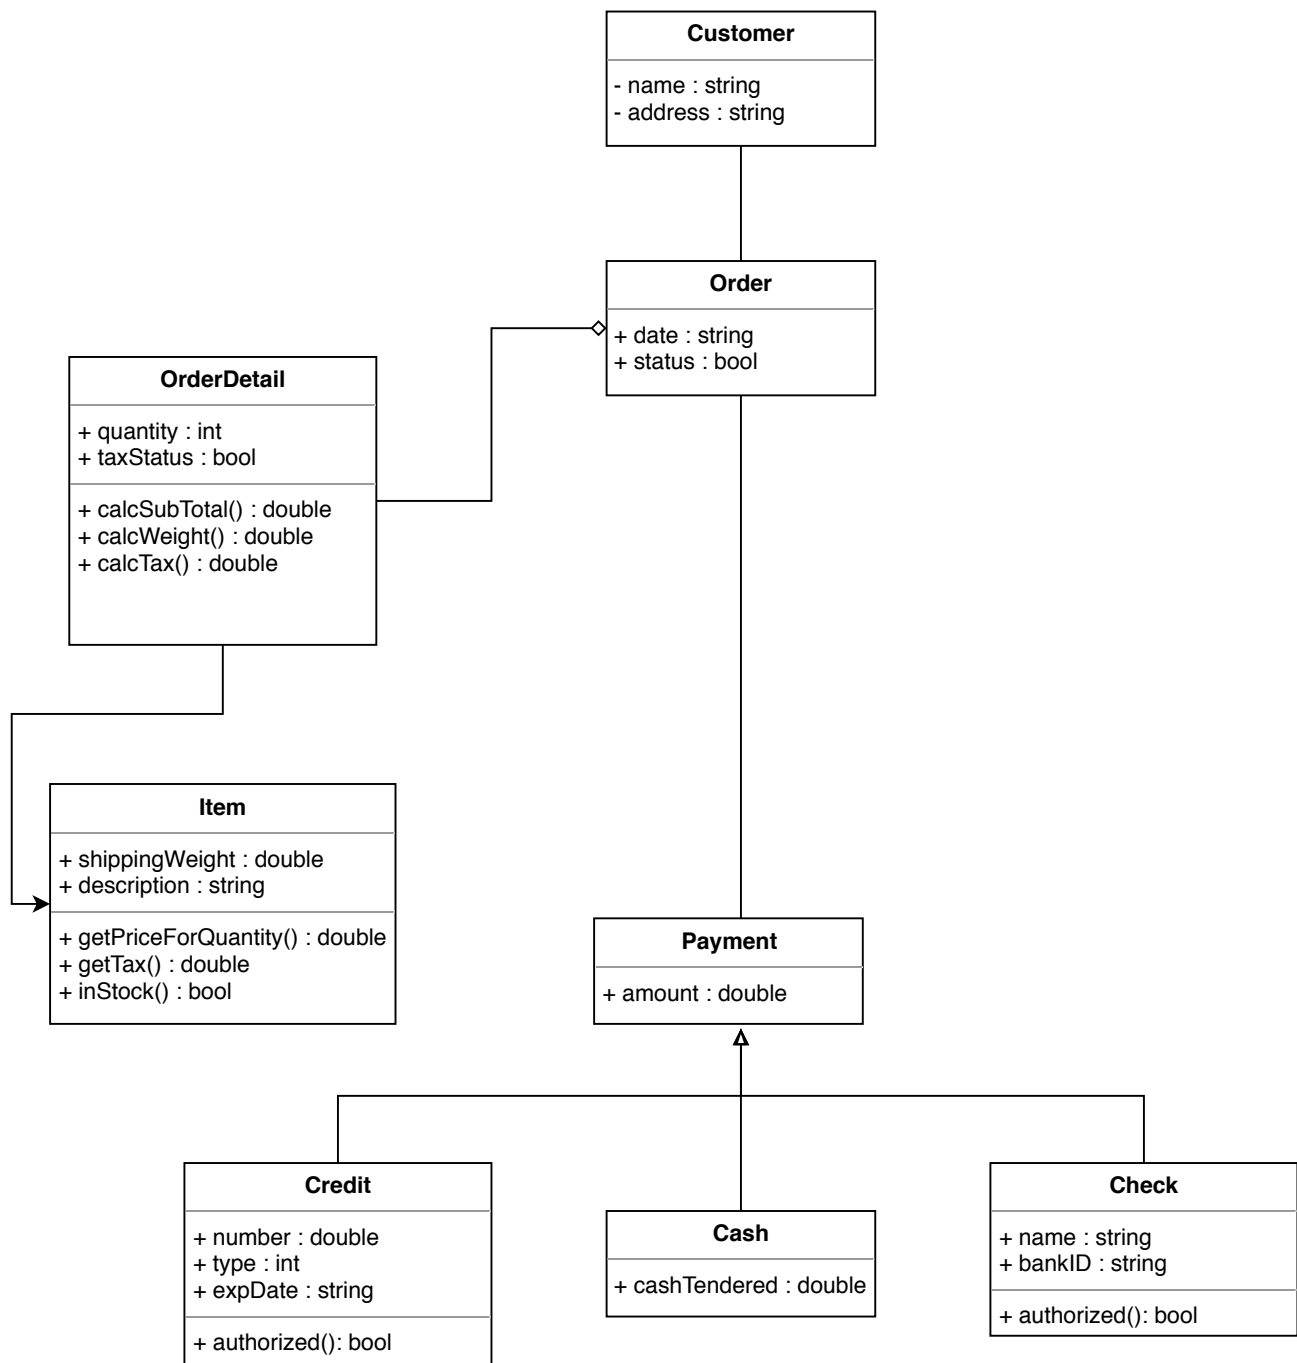 Customer
- name : string
- address : string
Order
+ date : string
+ status : bool
OrderDetail
+ quantity : int
+ taxStatus : bool
+ calcSubTotal() : double
+ calcWeight() : double
+ calcTax() : double
Item
+ shippingWeight : double
+ description : string
+ getPriceForQuantity() : double
+ getTax() : double
+ inStock() : bool
Payment
+ amount : double
Credit
+ number : double
+ type : int
+ expDate : string
+ authorized(): bool
Cash
+ cashTendered : double
Check
+ name : string
+ bankID : string
+ authorized(): bool